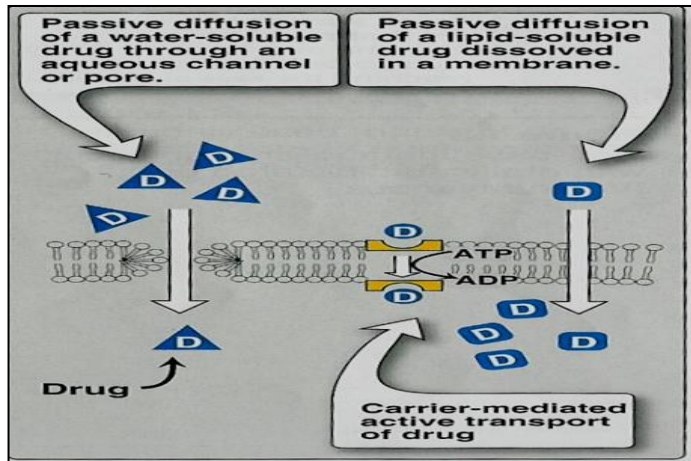 Passive diffusion
of a water-soluble
drug through an
aqueous channel
or pore.
Passive diffusion
of a lipid-soluble
drug dissolved
in a membrane.
D
D
D
D
D
D
ATP
ADP
D
D
D
D
D
D
Drug
Carrier-mediated
active transport
of drug